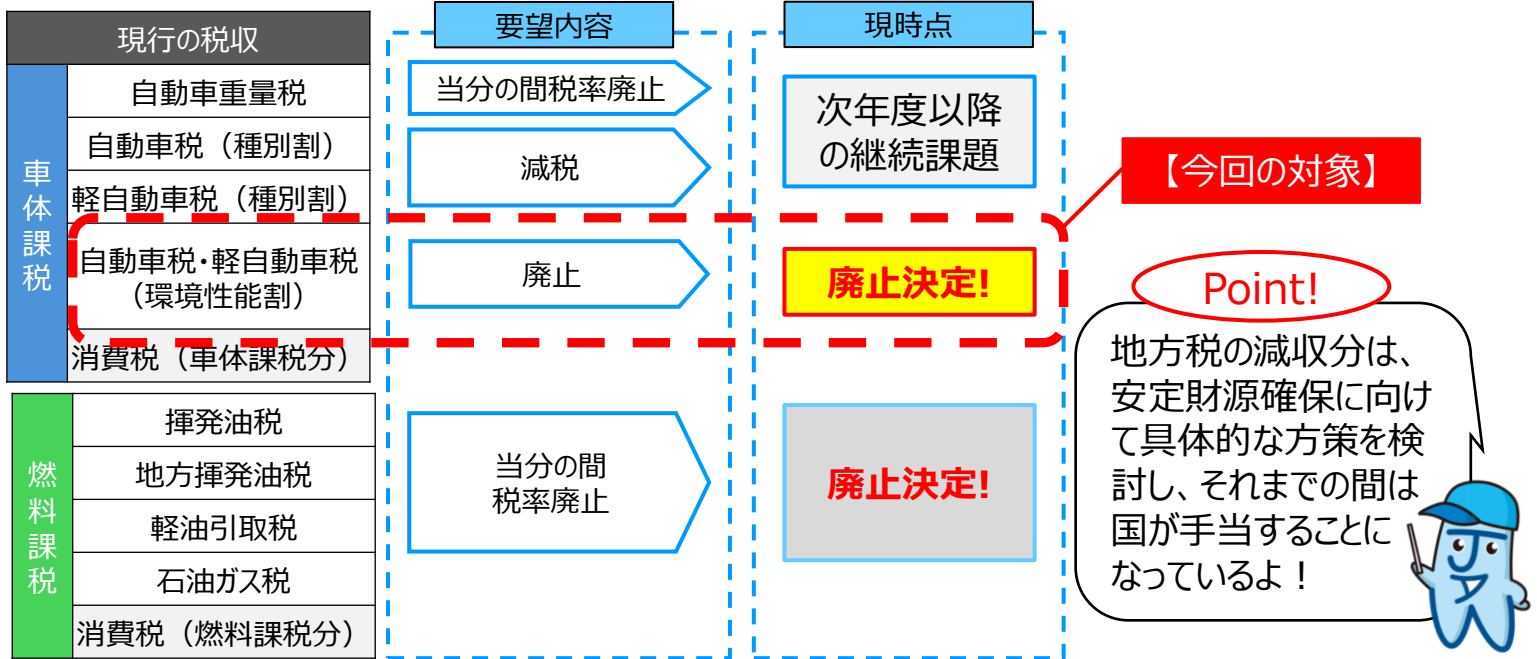 現行の税収
要望内容
現時点
車体課税
自動車重量税
当分の間税率廃止
次年度以降
の継続課題
自動車税（種別割）
減税
軽自動車税（種別割）
【今回の対象】
自動車税・軽自動車税
（環境性能割）
廃止
廃止決定!
消費税（車体課税分）
Point!
地方税の減収分は、
安定財源確保に向け
て具体的な方策を検
討し、それまでの間は
国が手当することに
なっているよ！
燃料課税
揮発油税
地方揮発油税
軽油引取税
石油ガス税
消費税（燃料課税分）
当分の間
税率廃止
廃止決定!
JA